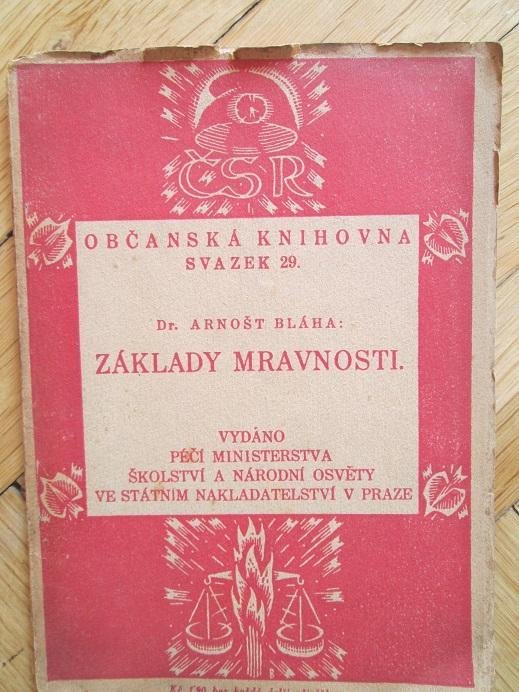 ČSR
OBČANSKÁ KNIHOVNA
SVAZEK 29.
Dr. ARNOŠT BLÁHA:
ZÁKLADY MRAVNOSTI.
VYDÁNO
PÉČÍ MINISTERSTVA
ŠKOLSTVÍ A NÁRODNÍ OSVĚTY
VE STÁTNÍM NAKLADATELSTVÍ V PRAZE
Kč